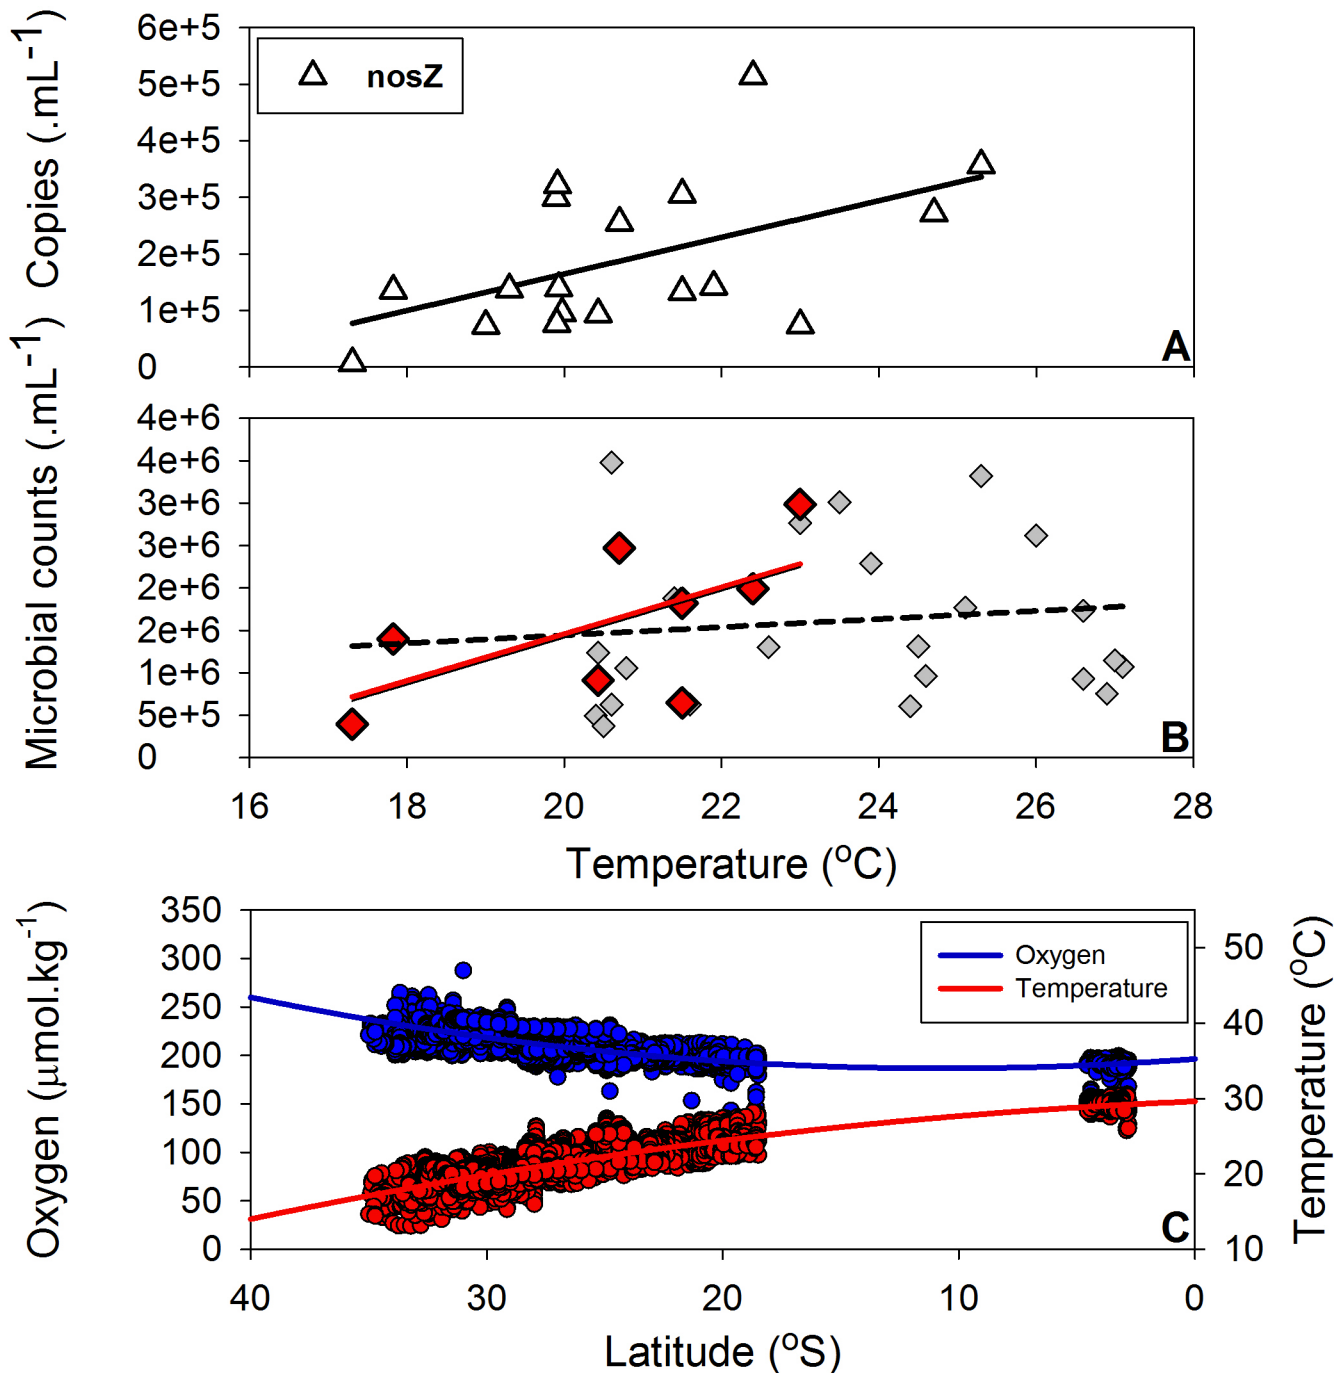 6e+5
5e+5
4e+5
3e+5
2e+5
1e+5
0
Copies (.mL-1)
nosZ
A
4e+6
4e+6
3e+6
3e+6
2e+6
2e+6
1e+6
5e+5
0
Microbial counts (.mL-1)
B
16 18 20 22 24 26 28
Temperature (oC)
350
300
250
200
150
100
50
0
Oxygen (μmol.kg-1)
Oxygen
Temperature
C
50
40
30
20
10
Temperature (oC)
40 30 20 10 0
Latitude (oS)